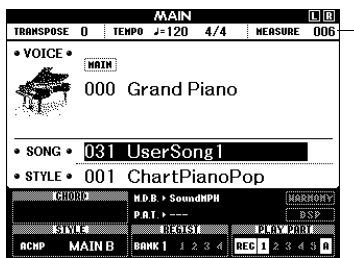 MAIN L R
TRANSPOSE 0 TEMPO ♩=120 4/4 MEASURE 006
• VOICE •
MAIN
000 Grand Piano
• SONG • 031 UserSong1
• STYLE • 001 ChartPianoPop
CHORD M.D.B. ▸ SoundMPH HARMONY
P.A.T. ▸ --- DSP
STYLE REGIST PLAY PART
ACMP MAIN B BANK 1 1 2 3 4 REC 1 2 3 4 5 A